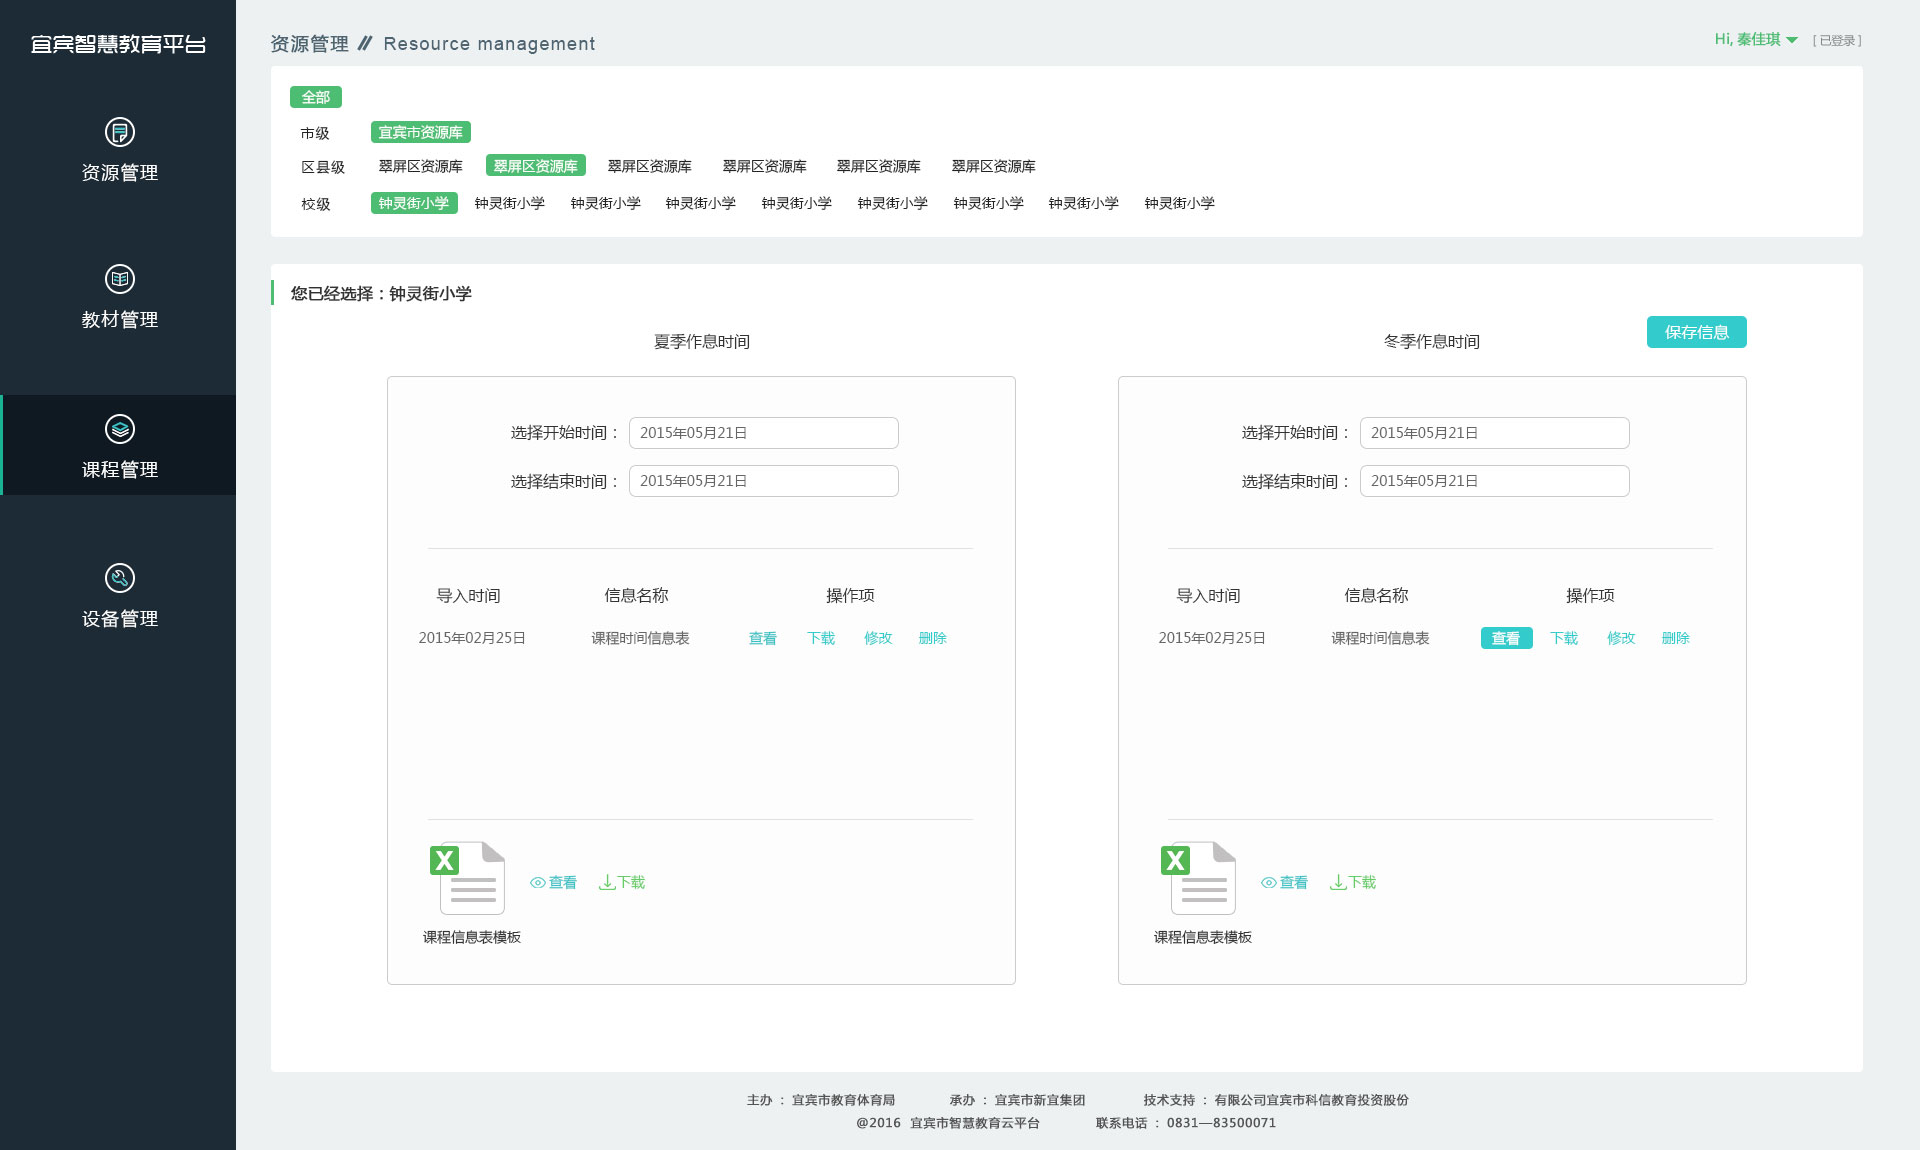 宜宾智慧教育平台
资源管理
教材管理
课程管理
设备管理
资源管理 // Resource management
Hi, 秦佳琪 [ 已登录 ]
全部
市级 宜宾市资源库
区县级 翠屏区资源库 翠屏区资源库 翠屏区资源库 翠屏区资源库 翠屏区资源库 翠屏区资源库
校级 钟灵街小学 钟灵街小学 钟灵街小学 钟灵街小学 钟灵街小学 钟灵街小学 钟灵街小学 钟灵街小学 钟灵街小学
您已经选择：钟灵街小学
保存信息
夏季作息时间
选择开始时间： 2015年05月21日
选择结束时间： 2015年05月21日
导入时间 信息名称 操作项
2015年02月25日 课程时间信息表 查看 下载 修改 删除
X
查看 下载
课程信息表模板
冬季作息时间
选择开始时间： 2015年05月21日
选择结束时间： 2015年05月21日
导入时间 信息名称 操作项
2015年02月25日 课程时间信息表 查看 下载 修改 删除
X
查看 下载
课程信息表模板
主办 ： 宜宾市教育体育局 承办 ： 宜宾市新宜集团 技术支持 ： 有限公司宜宾市科信教育投资股份
@2016 宜宾市智慧教育云平台 联系电话 ： 0831—83500071